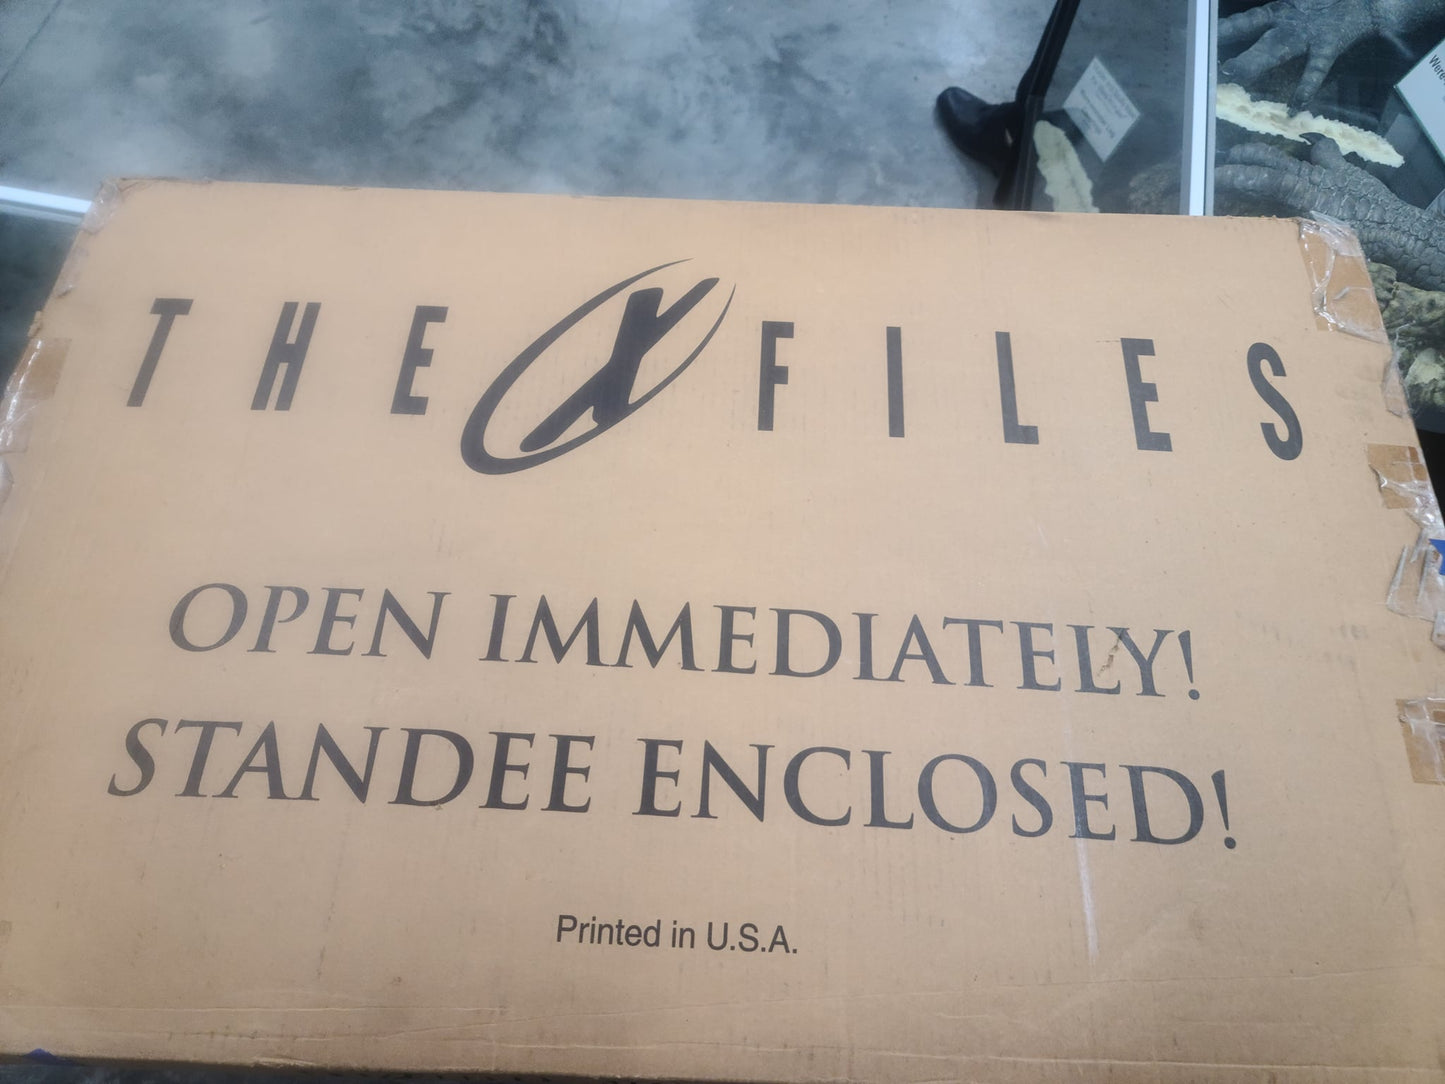 THE X FILES
OPEN IMMEDIATELY!
STANDEE ENCLOSED!
Printed in U.S.A.